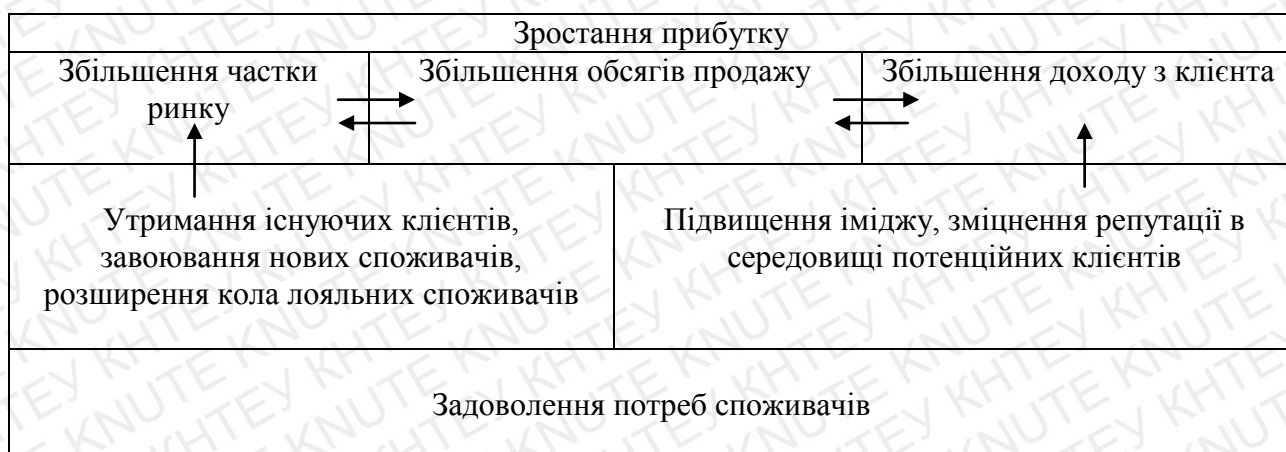 Зростання прибутку
Збільшення частки
ринку
Збільшення обсягів продажу
Збільшення доходу з клієнта
Утримання існуючих клієнтів,
завоювання нових споживачів,
розширення кола лояльних споживачів
Підвищення іміджу, зміцнення репутації в
середовищі потенційних клієнтів
Задоволення потреб споживачів